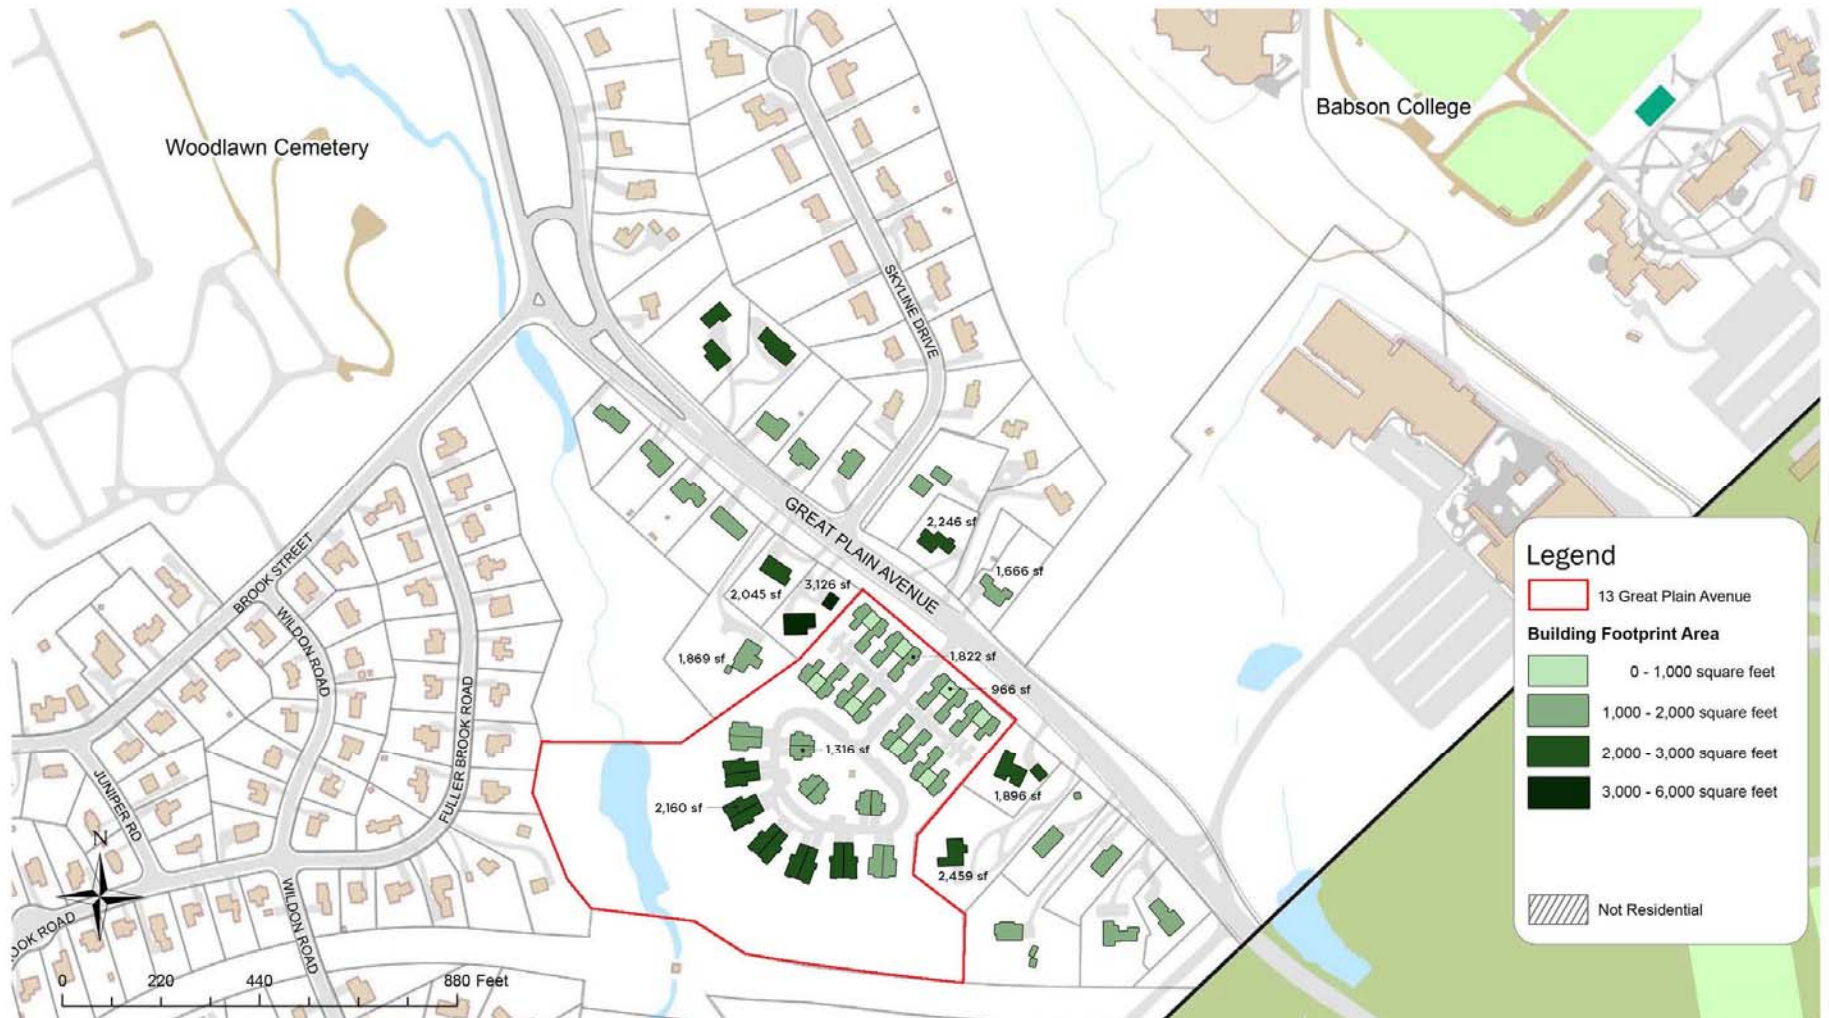 Woodlawn Cemetery
Babson College
SKYLINE DRIVE
GREAT PLAIN AVENUE
BROOK STREET
WILDON ROAD
FULLER BROOK ROAD
JUNIPER RD
WILDON ROAD
OOK ROAD
2,246 sf
1,666 sf
3,126 sf
2,045 sf
1,869 sf
1,822 sf
966 sf
1,316 sf
2,160 sf
1,896 sf
2,459 sf
N
0 220 440 880 Feet
Legend
13 Great Plain Avenue
Building Footprint Area
0 - 1,000 square feet
1,000 - 2,000 square feet
2,000 - 3,000 square feet
3,000 - 6,000 square feet
Not Residential